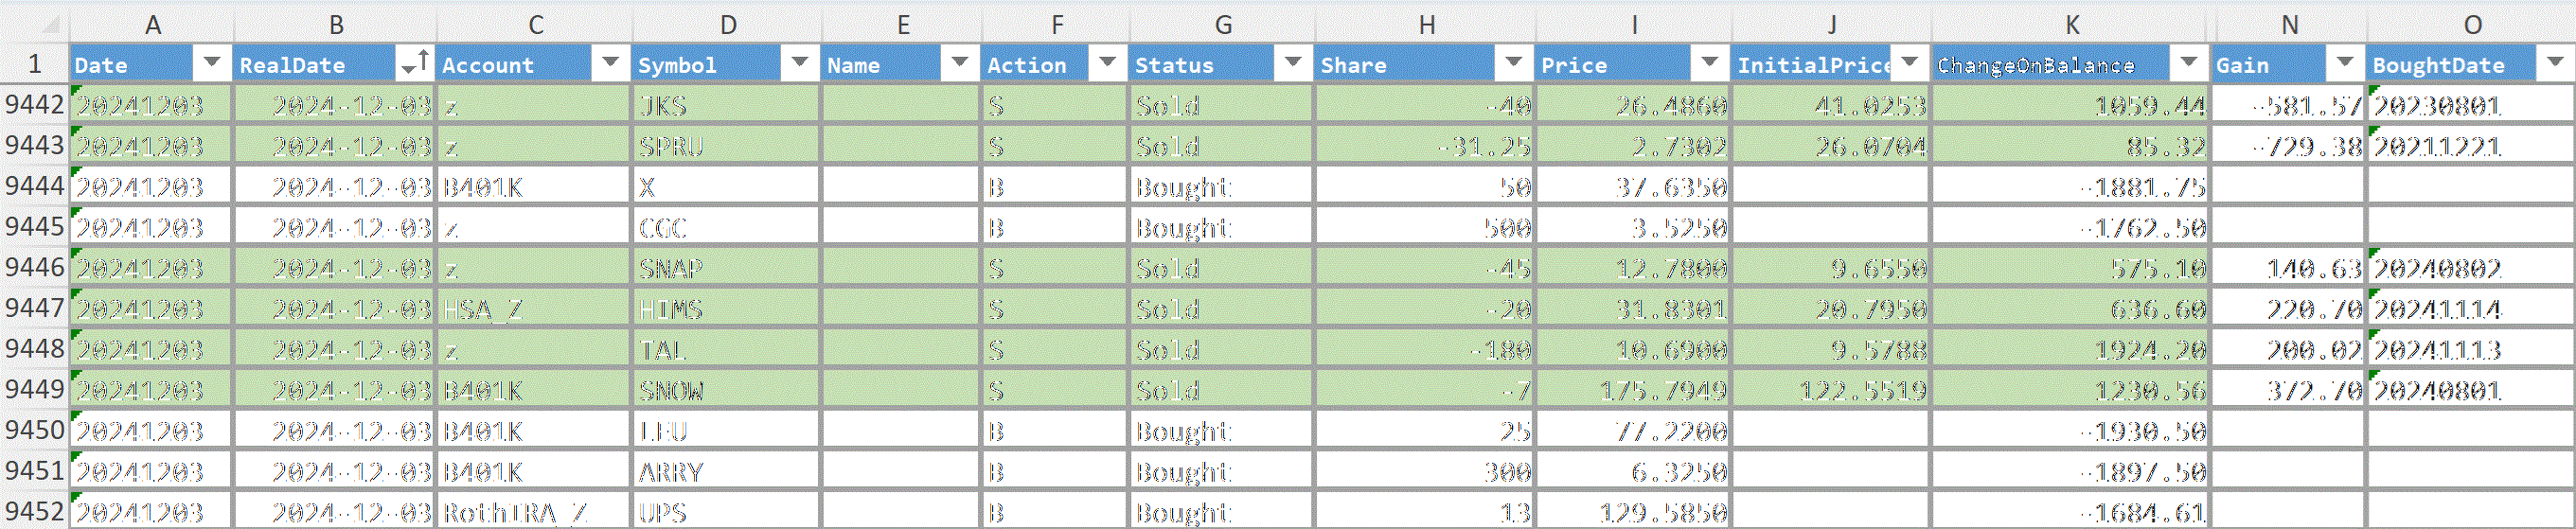 A B C D E F G H I J K N O
1 Date RealDate Account Symbol Name Action Status Share Price InitialPrice ChangeOnBalance Gain BoughtDate
9442 20241203 2024-12-03 z JKS S Sold -40 26.4860 41.0253 1059.44 -581.57 20230801
9443 20241203 2024-12-03 z SPRU S Sold -31.25 2.7302 26.0704 85.32 -729.38 20211221
9444 20241203 2024-12-03 B401K X B Bought 50 37.6350 -1881.75
9445 20241203 2024-12-03 z CGC B Bought 500 3.5250 -1762.50
9446 20241203 2024-12-03 z SNAP S Sold -45 12.7800 9.6550 575.10 140.63 20240802
9447 20241203 2024-12-03 HSA_Z HIMS S Sold -20 31.8301 20.7950 636.60 220.70 20241114
9448 20241203 2024-12-03 z TAL S Sold -180 10.6900 9.5788 1924.20 200.02 20241113
9449 20241203 2024-12-03 B401K SNOW S Sold -7 175.7949 122.5519 1230.56 372.70 20240801
9450 20241203 2024-12-03 B401K LEU B Bought 25 77.2200 -1930.50
9451 20241203 2024-12-03 B401K ARRY B Bought 300 6.3250 -1897.50
9452 20241203 2024-12-03 RothIRA_Z UPS B Bought 13 129.5850 -1684.61